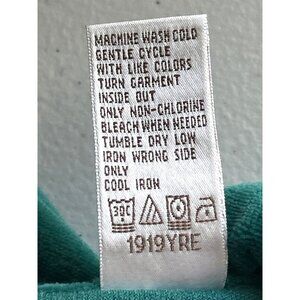 MACHINE WASH COLD
GENTLE CYCLE
WITH LIKE COLORS
TURN GARMENT
INSIDE OUT
ONLY NON-CHLORINE
BLEACH WHEN NEEDED
TUMBLE DRY LOW
IRON WRONG SIDE
ONLY
COOL IRON
30C
1919YRE